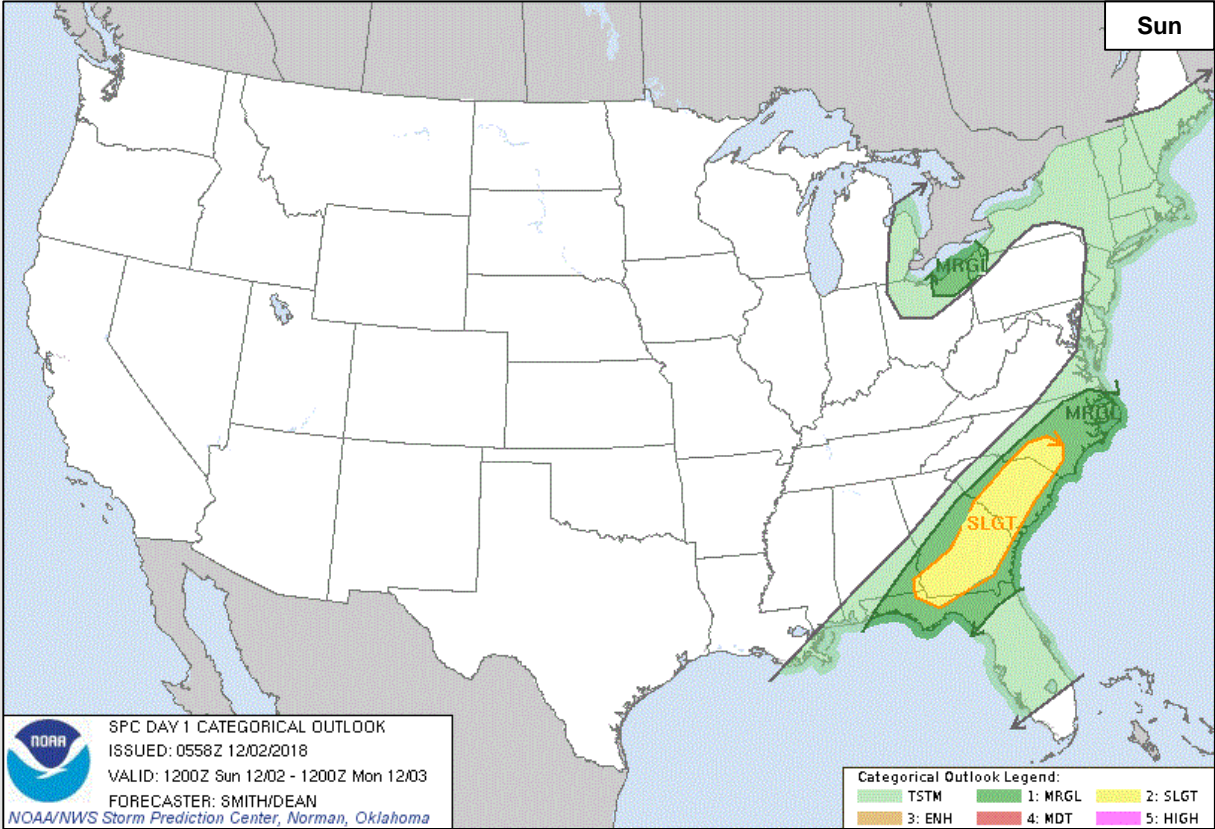 Sun
MRGL
MRGL
SLGT
NOAA
SPC DAY 1 CATEGORICAL OUTLOOK
ISSUED: 0558Z 12/02/2018
VALID: 1200Z Sun 12/02 - 1200Z Mon 12/03
FORECASTER: SMITH/DEAN
NOAA/NWS Storm Prediction Center, Norman, Oklahoma
Categorical Outlook Legend:
TSTM 1: MRGL 2: SLGT
3: ENH 4: MDT 5: HIGH